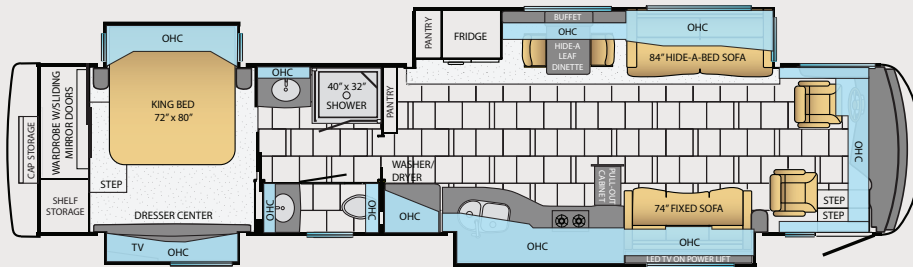 CAP STORAGE
WARDROBE W/SLIDING
MIRROR DOORS
SHELF
STORAGE
OHC
KING BED
72" x 80"
STEP
DRESSER CENTER
TV
OHC
OHC
40" x 32"
SHOWER
PANTRY
OHC
OHC
WASHER/
DRYER
OHC
PANTRY
FRIDGE
BUFFET
OHC
HIDE-A
LEAF
DINETTE
OHC
84" HIDE-A-BED SOFA
PULL-OUT
CABINET
OHC
74" FIXED SOFA
OHC
LED TV ON POWER LIFT
OHC
STEP
STEP